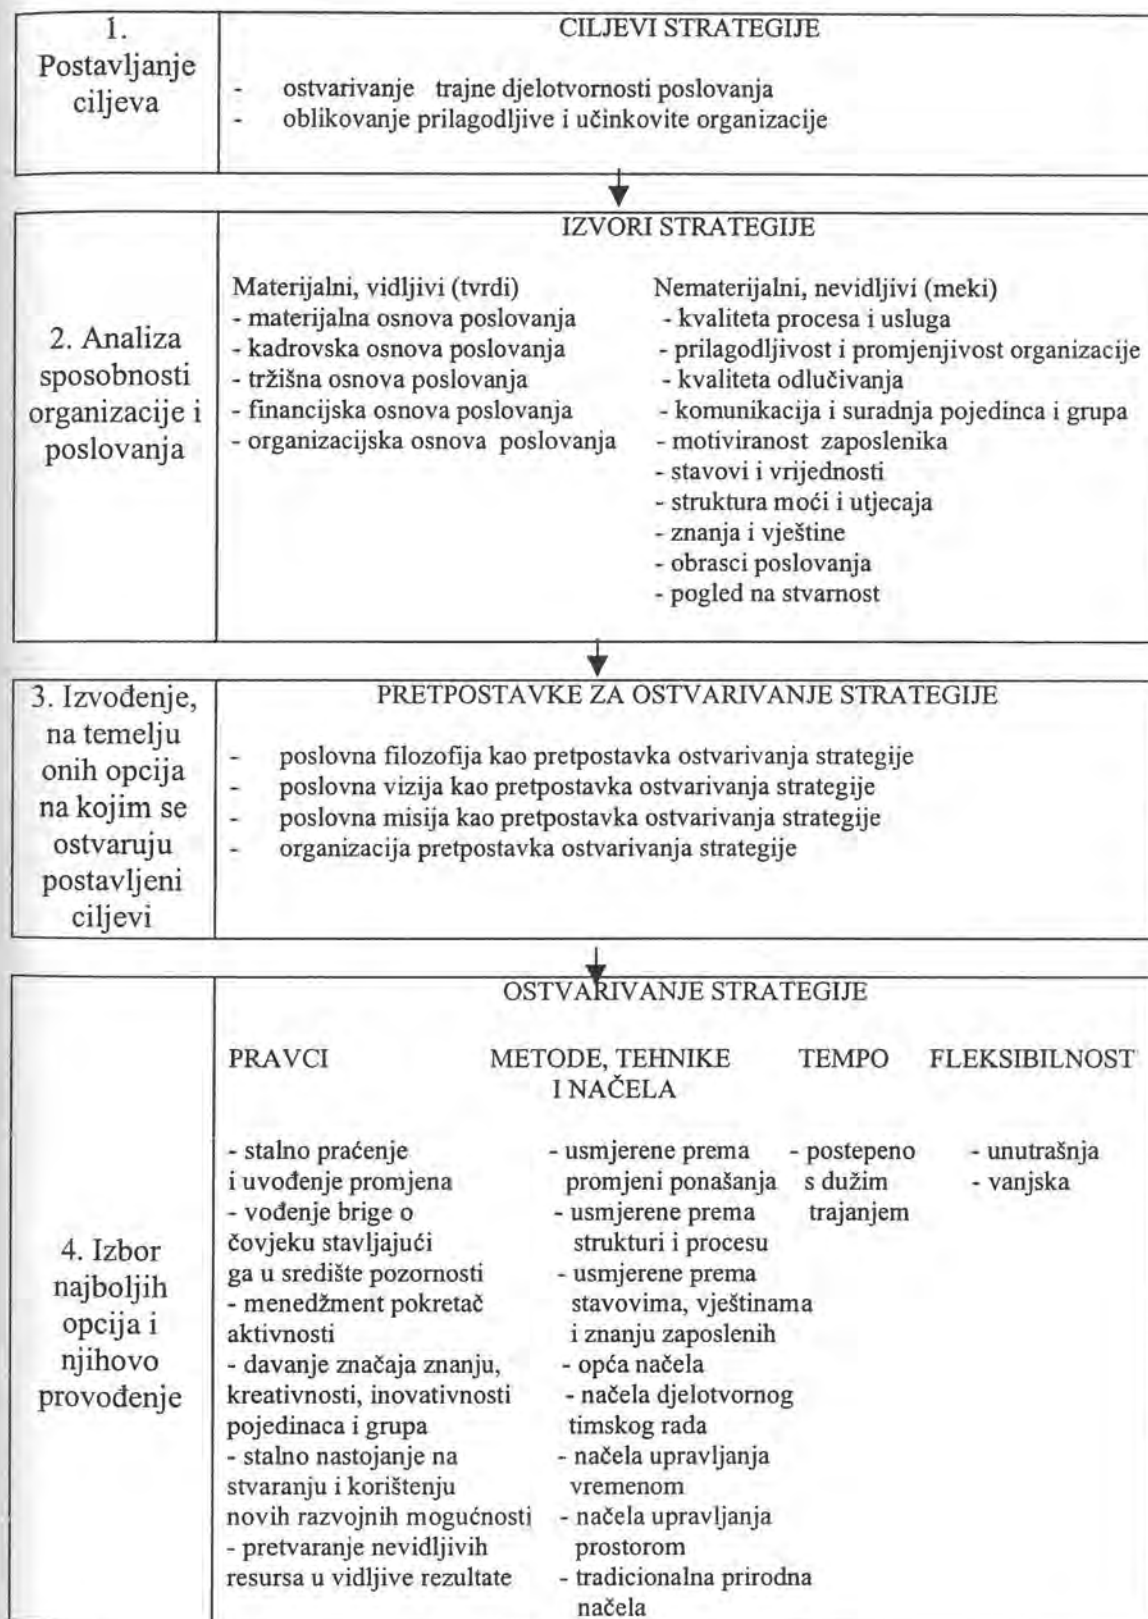 1.
Postavljanje
ciljeva
CILJEVI STRATEGIJE
- ostvarivanje trajne djelotvornosti poslovanja
- oblikovanje prilagodljive i učinkovite organizacije
2. Analiza
sposobnosti
organizacije i
poslovanja
IZVORI STRATEGIJE
Materijalni, vidljivi (tvrdi)
- materijalna osnova poslovanja
- kadrovska osnova poslovanja
- tržišna osnova poslovanja
- financijska osnova poslovanja
- organizacijska osnova poslovanja
Nematerijalni, nevidljivi (meki)
- kvaliteta procesa i usluga
- prilagodljivost i promjenjivost organizacije
- kvaliteta odlučivanja
- komunikacija i suradnja pojedinca i grupa
- motiviranost zaposlenika
- stavovi i vrijednosti
- struktura moći i utjecaja
- znanja i vještine
- obrasci poslovanja
- pogled na stvarnost
3. Izvođenje,
na temelju
onih opcija
na kojim se
ostvaruju
postavljeni
ciljevi
PRETPOSTAVKE ZA OSTVARIVANJE STRATEGIJE
- poslovna filozofija kao pretpostavka ostvarivanja strategije
- poslovna vizija kao pretpostavka ostvarivanja strategije
- poslovna misija kao pretpostavka ostvarivanja strategije
- organizacija pretpostavka ostvarivanja strategije
4. Izbor
najboljih
opcija i
njihovo
provođenje
OSTVARIVANJE STRATEGIJE
PRAVCI
- stalno praćenje
i uvođenje promjena
- vođenje brige o
čovjeku stavljajući
ga u središte pozornosti
- menedžment pokretač
aktivnosti
- davanje značaja znanju,
kreativnosti, inovativnosti
pojedinaca i grupa
- stalno nastojanje na
stvaranju i korištenju
novih razvojnih mogućnosti
- pretvaranje nevidljivih
resursa u vidljive rezultate
METODE, TEHNIKE
I NAČELA
- usmjerene prema
promjeni ponašanja
- usmjerene prema
strukturi i procesu
- usmjerene prema
stavovima, vještinama
i znanju zaposlenih
- opća načela
- načela djelotvornog
timskog rada
- načela upravljanja
vremenom
- načela upravljanja
prostorom
- tradicionalna prirodna
načela
TEMPO
- postepeno
s dužim
trajanjem
FLEKSIBILNOST
- unutrašnja
- vanjska